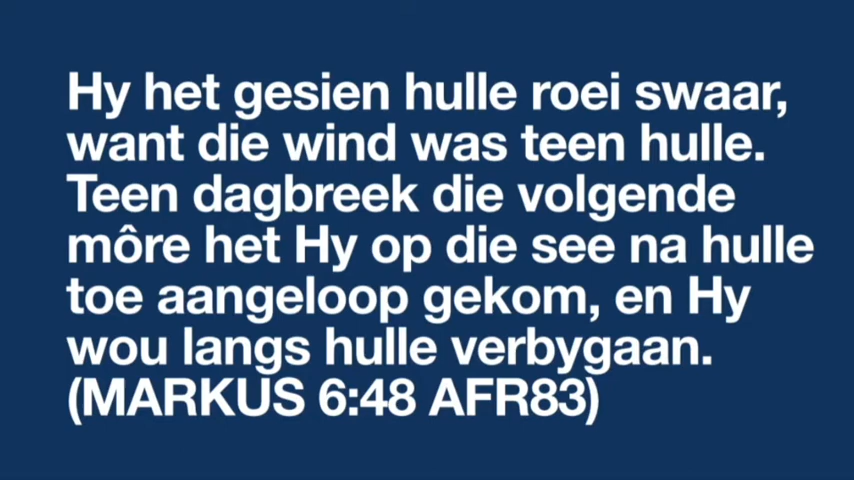 Hy het gesien hulle roei swaar,
want die wind was teen hulle.
Teen dagbreek die volgende
môre het Hy op die see na hulle
toe aangeloop gekom, en Hy
wou langs hulle verbygaan.
(MARKUS 6:48 AFR83)